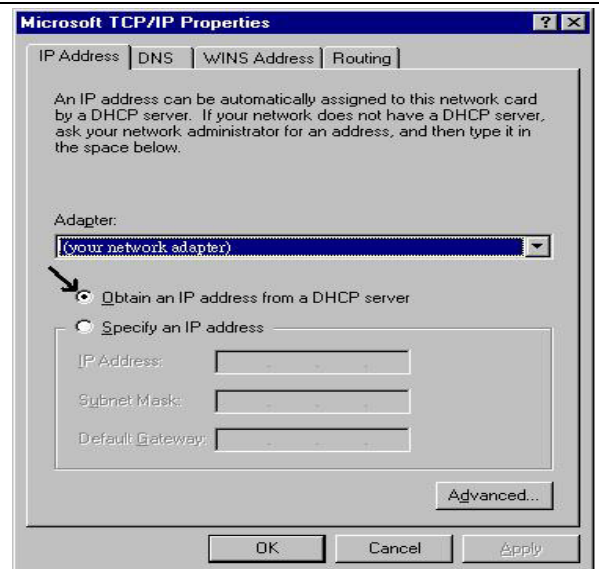 Microsoft TCP/IP Properties
IP Address DNS WINS Address Routing
An IP address can be automatically assigned to this network card
by a DHCP server. If your network does not have a DHCP server,
ask your network administrator for an address, and then type it in
the space below.
Adapter:
(your network adapter)
Obtain an IP address from a DHCP server
Specify an IP address
IP Address:
Subnet Mask:
Default Gateway:
Advanced...
OK Cancel Apply